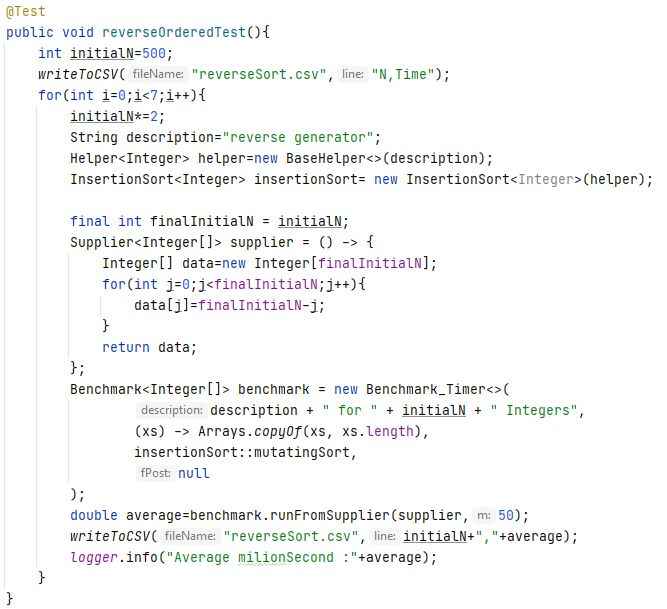 @Test
public void reverseOrderedTest(){
int initialN=500;
writeToCSV( fileName: "reverseSort.csv", line: "N,Time");
for(int i=0;i<7;i++){
initialN*=2;
String description="reverse generator";
Helper<Integer> helper=new BaseHelper<>(description);
InsertionSort<Integer> insertionSort= new InsertionSort<Integer>(helper);
final int finalInitialN = initialN;
Supplier<Integer[]> supplier = () -> {
Integer[] data=new Integer[finalInitialN];
for(int j=0;j<finalInitialN;j++){
data[j]=finalInitialN-j;
}
return data;
};
Benchmark<Integer[]> benchmark = new Benchmark_Timer<>(
description: description + " for " + initialN + " Integers",
(xs) -> Arrays.copyOf(xs, xs.length),
insertionSort::mutatingSort,
fPost: null
);
double average=benchmark.runFromSupplier(supplier, m: 50);
writeToCSV( fileName: "reverseSort.csv", line: initialN+","+average);
logger.info("Average milionSecond :"+average);
}
}